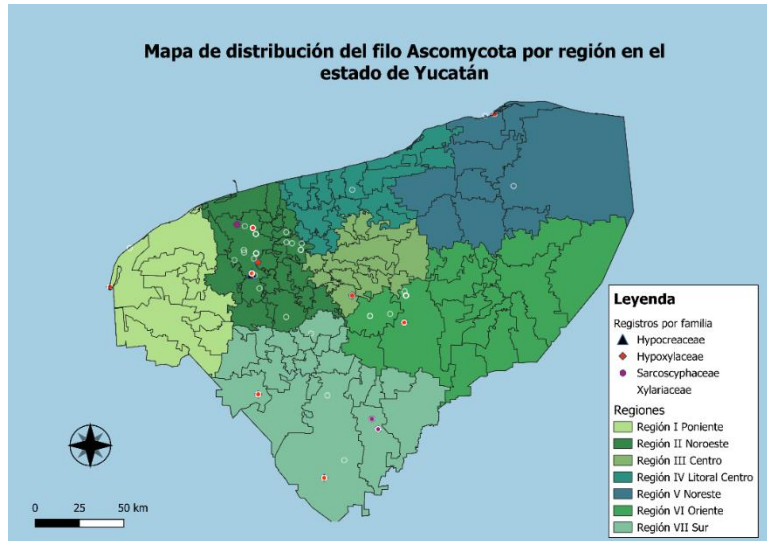 Mapa de distribución del filo Ascomycota por región en el
estado de Yucatán
Leyenda
Registros por familia
Hypocreaceae
Hypoxylaceae
Sarcoscyphaceae
Xylariaceae
Regiones
Región I Poniente
Región II Noroeste
Región III Centro
Región IV Litoral Centro
Región V Noreste
Región VI Oriente
Región VII Sur
0 25 50 km